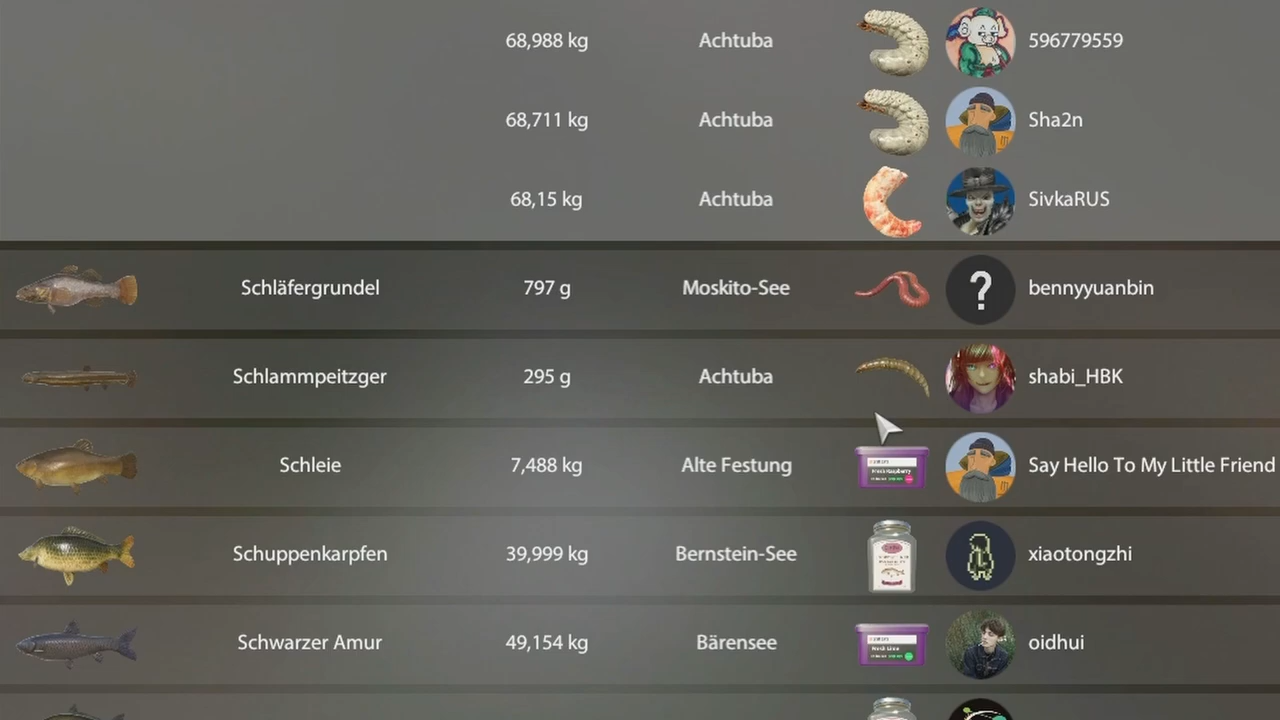 68,988 kg Achtuba 596779559
68,711 kg Achtuba Sha2n
68,15 kg Achtuba SivkaRUS
Schläfergrundel 797 g Moskito-See ? bennyyuanbin
Schlammpeitzger 295 g Achtuba shabi_HBK
Schleie 7,488 kg Alte Festung Say Hello To My Little Friend
Schuppenkarpfen 39,999 kg Bernstein-See xiaotongzhi
Schwarzer Amur 49,154 kg Bärensee oidhui